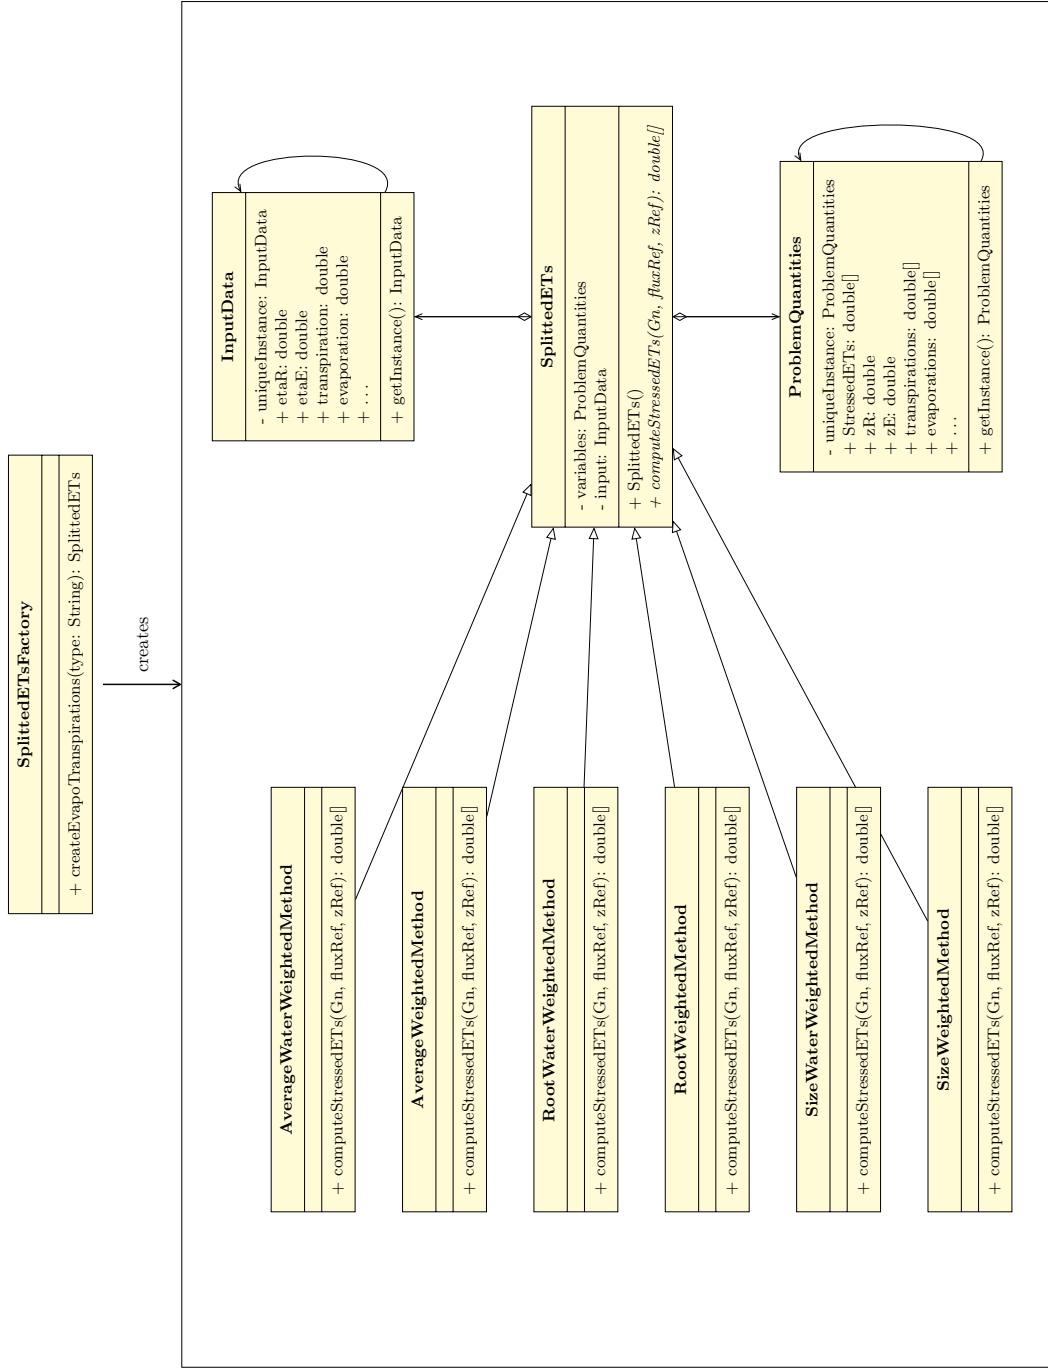 SplittedETsFactory
+ createEvapoTranspirations(type: String): SplittedETs
creates
InputData
- uniqueInstance: InputData
+ etaR: double
+ etaE: double
+ transpiration: double
+ evaporation: double
+ ...
+ getInstance(): InputData
SplittedETs
- variables: ProblemQuantities
- input: InputData
+ SplittedETs()
+ computeStressedETs(Gn, fluxRef, zRef): double[]
ProblemQuantities
- uniqueInstance: ProblemQuantities
+ StressedETs: double[]
+ zR: double
+ zE: double
+ transpirations: double[]
+ evaporations: double[]
+ ...
+ getInstance(): ProblemQuantities
AverageWaterWeightedMethod
+ computeStressedETs(Gn, fluxRef, zRef): double[]
AverageWeightedMethod
+ computeStressedETs(Gn, fluxRef, zRef): double[]
RootWaterWeightedMethod
+ computeStressedETs(Gn, fluxRef, zRef): double[]
RootWeightedMethod
+ computeStressedETs(Gn, fluxRef, zRef): double[]
SizeWaterWeightedMethod
+ computeStressedETs(Gn, fluxRef, zRef): double[]
SizeWeightedMethod
+ computeStressedETs(Gn, fluxRef, zRef): double[]